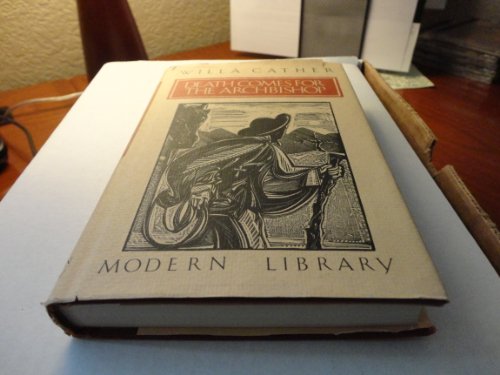 WILLA CATHER
DEATH COMES FOR
THE ARCHBISHOP
MODERN LIBRARY